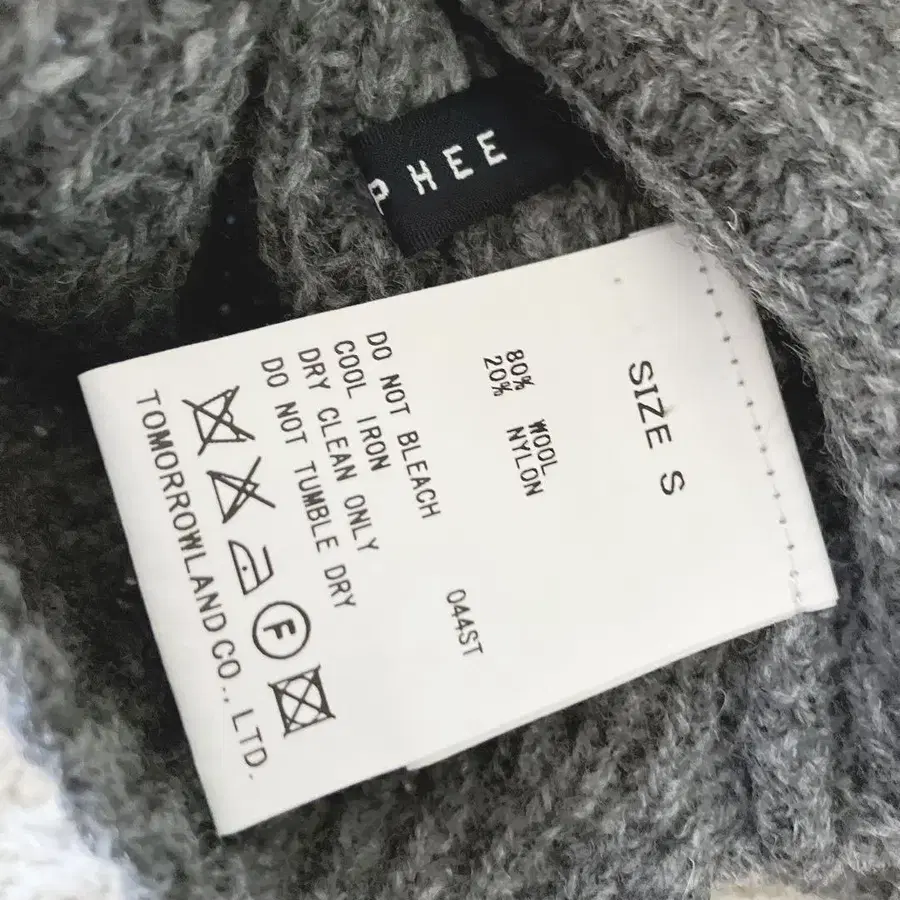 P HEE
SIZE S
80% WOOL
20% NYLON
044ST
DO NOT BLEACH
COOL IRON
DRY CLEAN ONLY
DO NOT TUMBLE DRY
F
TOMORROWLAND CO., LTD.